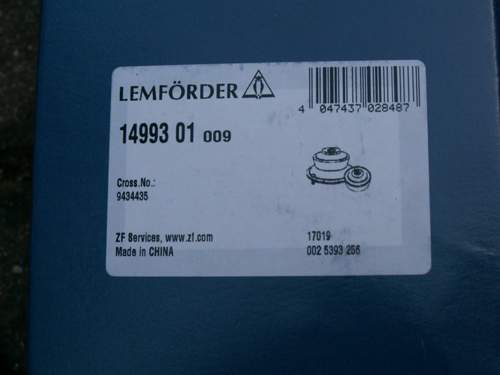 LEMFÖRDER
4 047437 028487
14993 01 009
Cross.No.:
9434435
ZF Services, www.zf.com
17019
Made in CHINA
002 5393 256